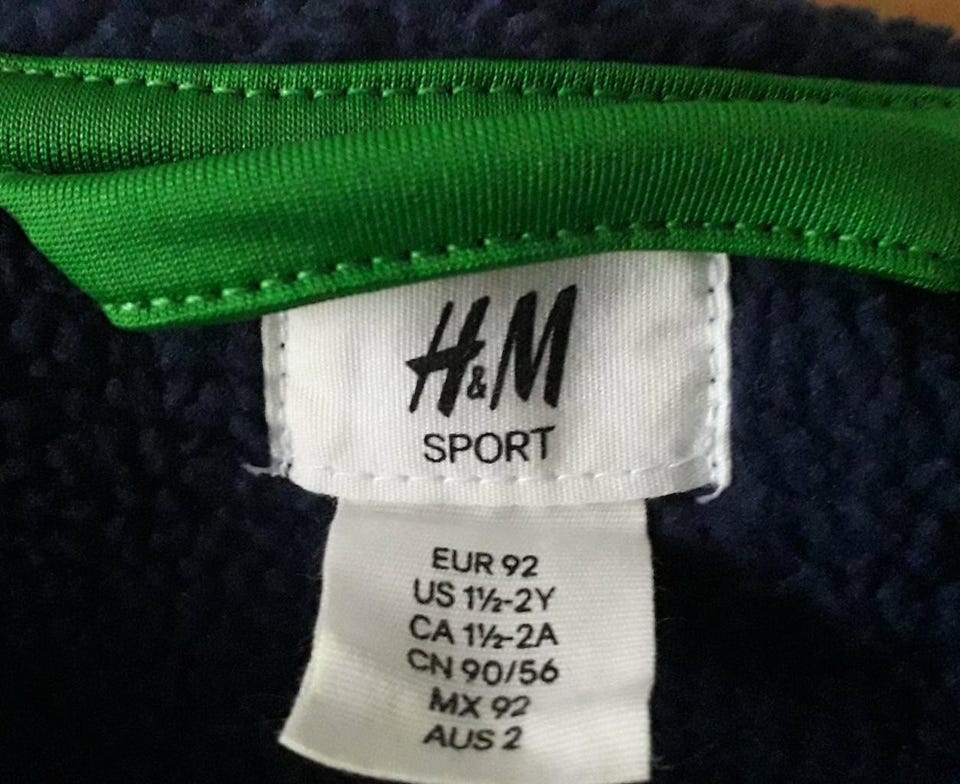 H&M
SPORT
EUR 92
US 1½-2Y
CA 1½-2A
CN 90/56
MX 92
AUS 2